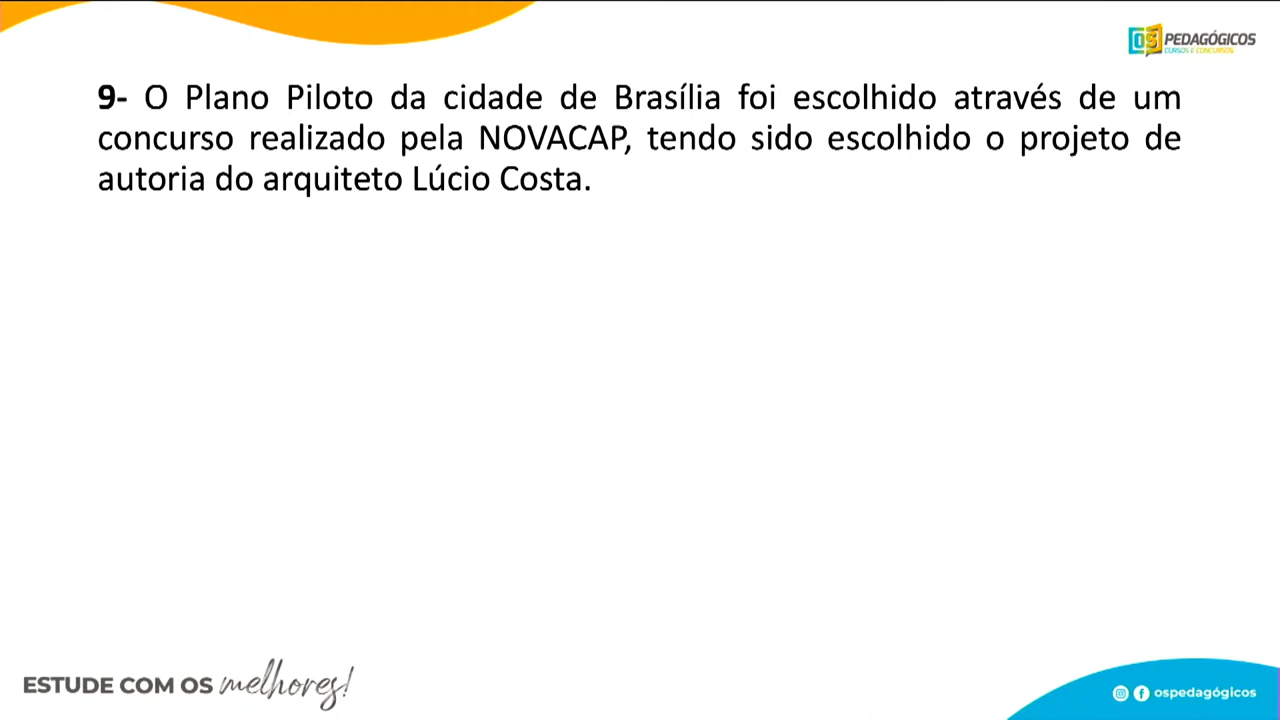 OS PEDAGÓGICOS
CURSOS E CONCURSOS
9- O Plano Piloto da cidade de Brasília foi escolhido através de um
concurso realizado pela NOVACAP, tendo sido escolhido o projeto de
autoria do arquiteto Lúcio Costa.
ESTUDE COM OS melhores!
ospedagógicos